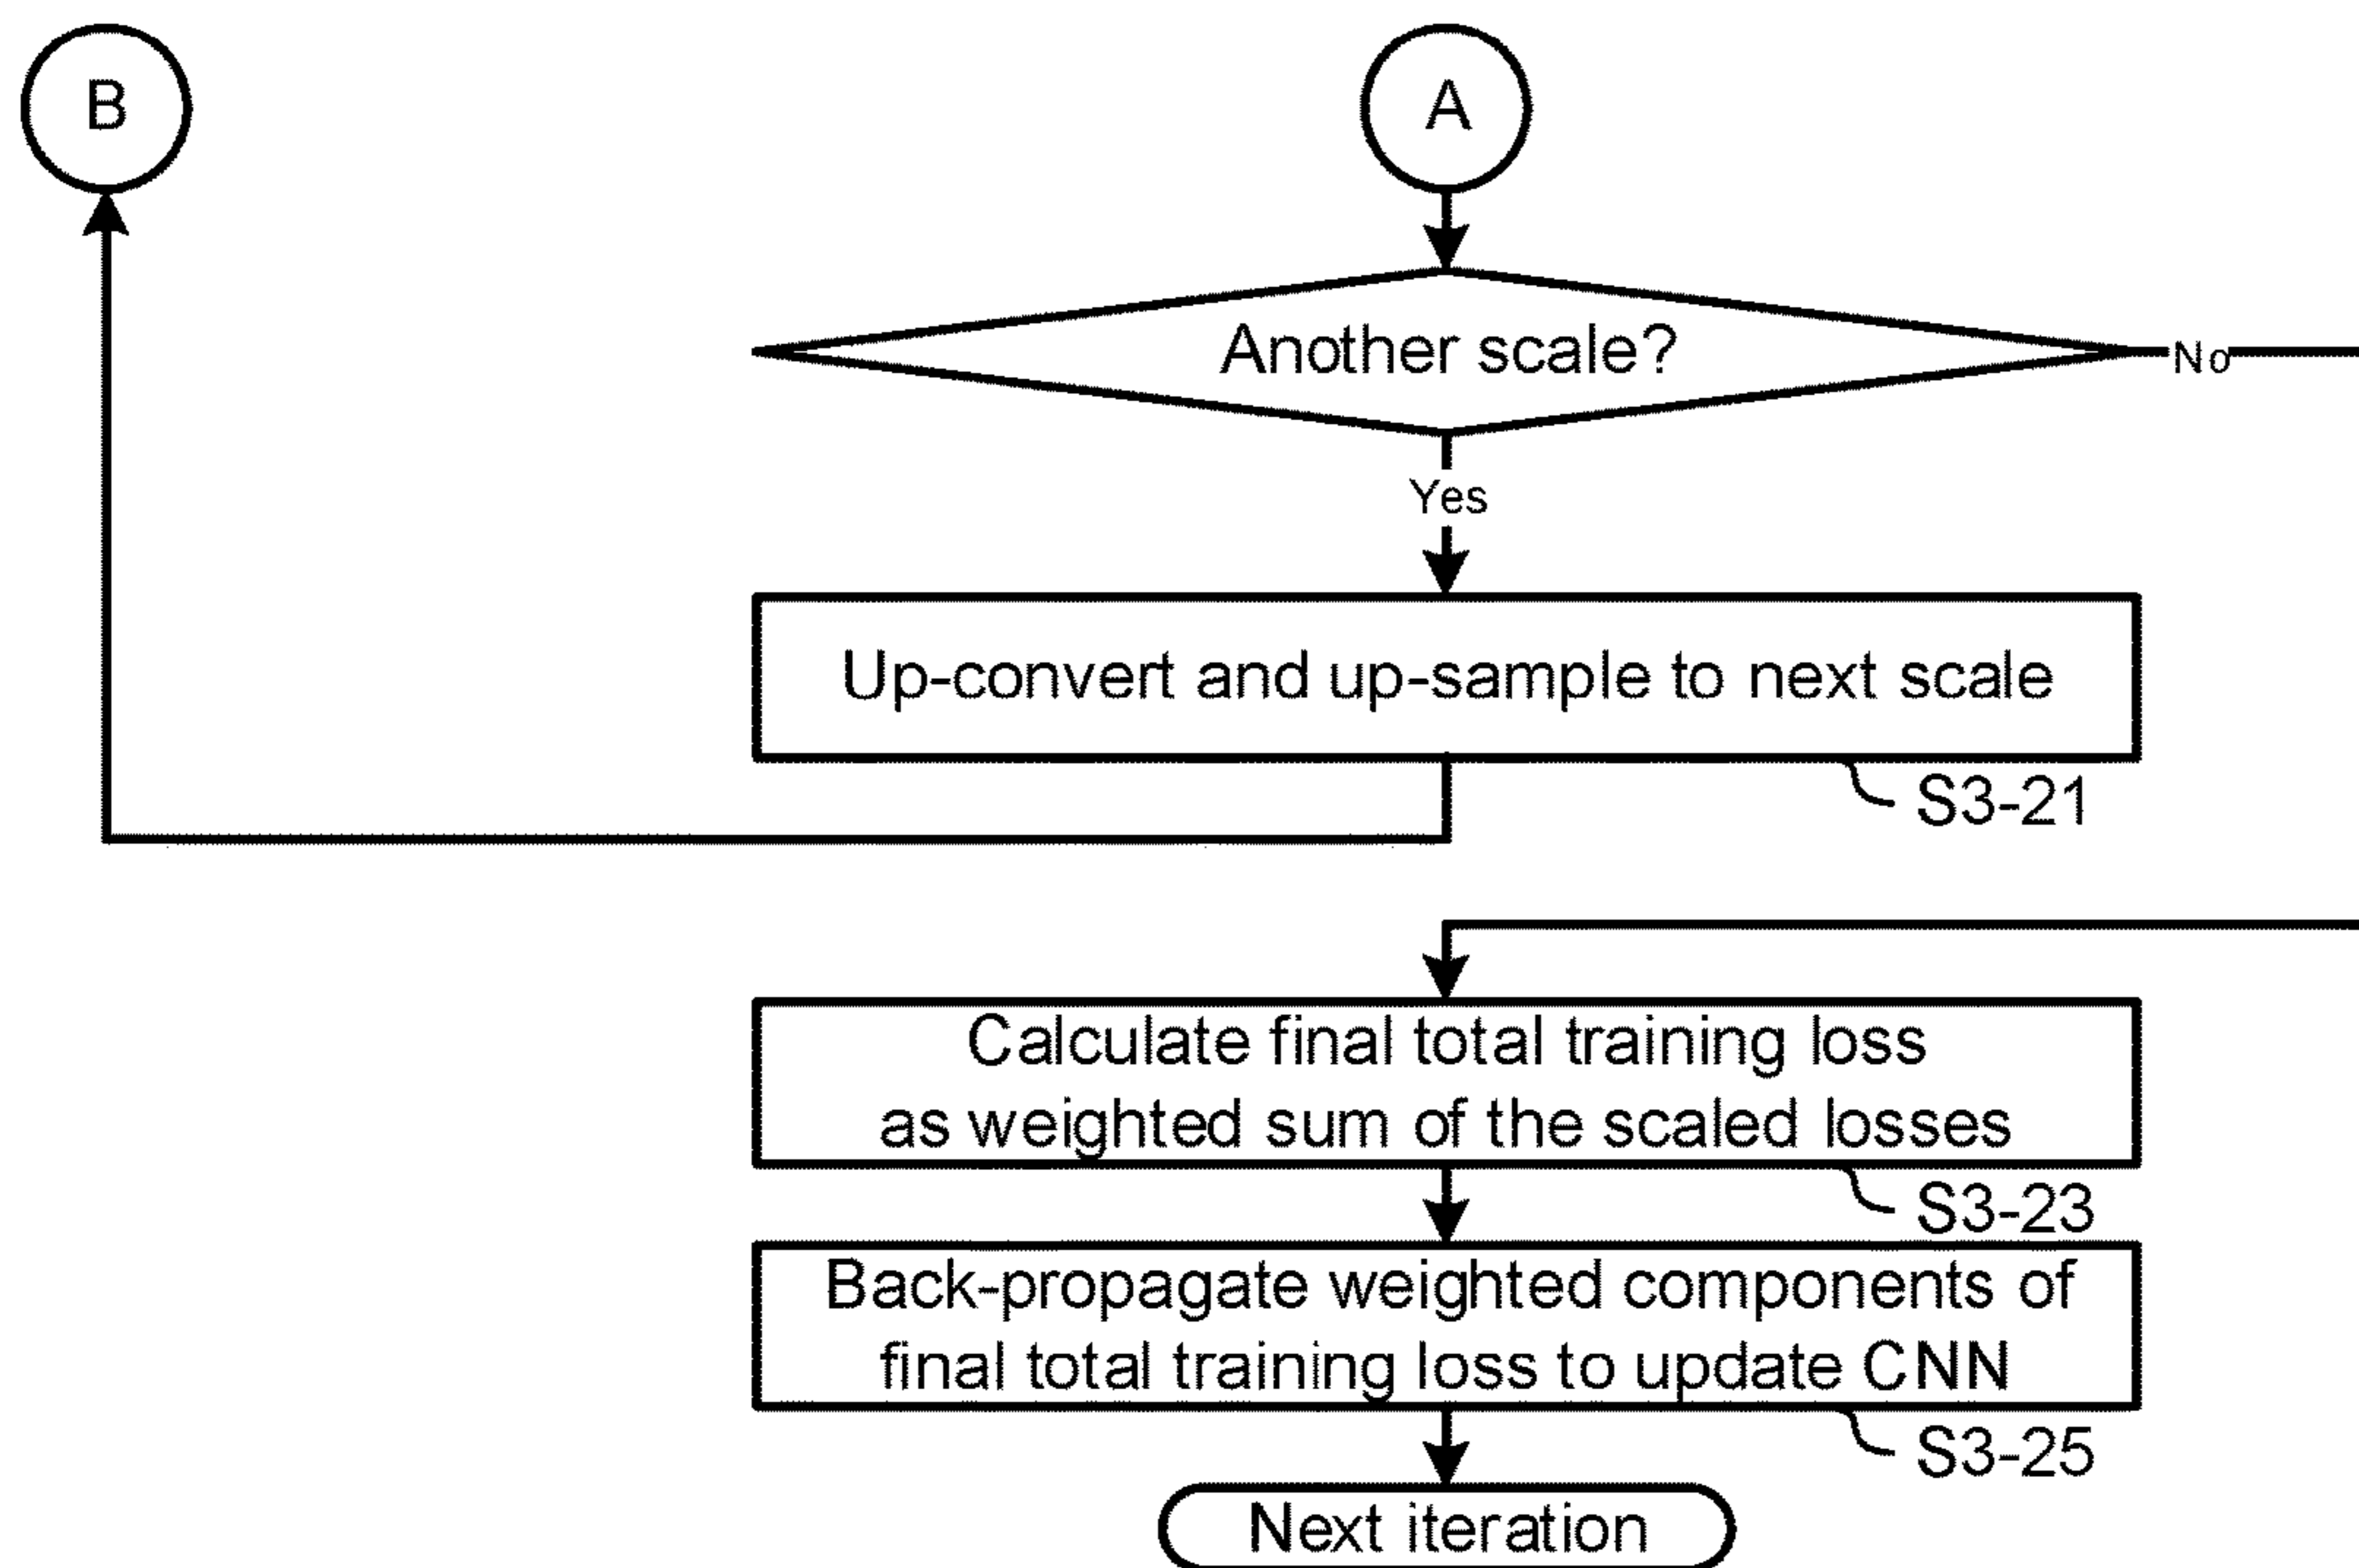 B
A
Another scale?
No
Yes
Up-convert and up-sample to next scale
S3-21
Calculate final total training loss
as weighted sum of the scaled losses
S3-23
Back-propagate weighted components of
final total training loss to update CNN
S3-25
Next iteration